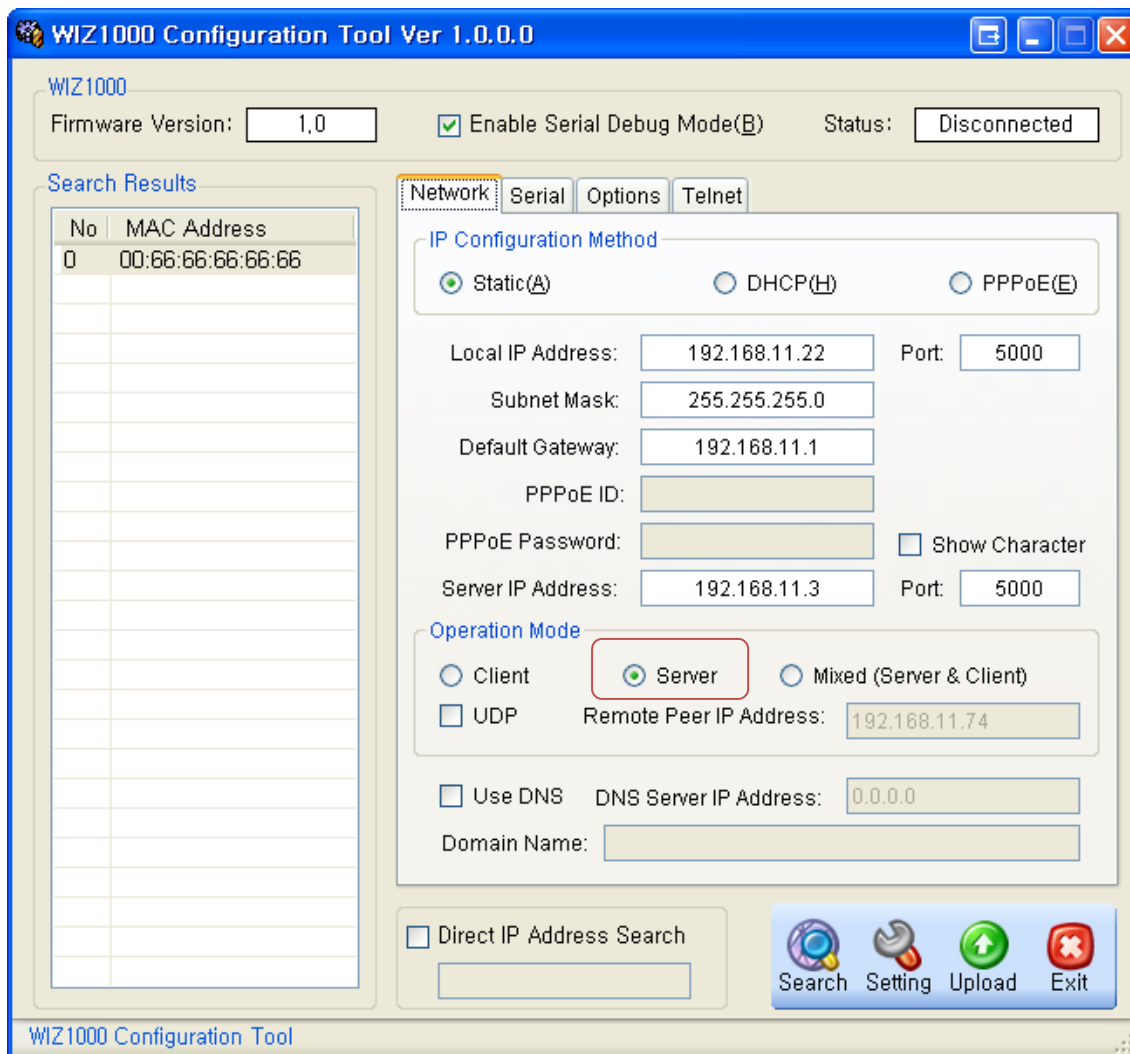 WIZ1000 Configuration Tool Ver 1.0.0.0
WIZ1000
Firmware Version: 1,0 Enable Serial Debug Mode(B) Status: Disconnected
Search Results
No MAC Address
0 00:66:66:66:66:66
Network Serial Options Telnet
IP Configuration Method
Static(A) DHCP(H) PPPoE(E)
Local IP Address: 192.168.11.22 Port: 5000
Subnet Mask: 255.255.255.0
Default Gateway: 192.168.11.1
PPPoE ID:
PPPoE Password: Show Character
Server IP Address: 192.168.11.3 Port: 5000
Operation Mode
Client Server Mixed (Server & Client)
UDP Remote Peer IP Address: 192.168.11.74
Use DNS DNS Server IP Address: 0.0.0.0
Domain Name:
Direct IP Address Search
Search Setting Upload Exit
WIZ1000 Configuration Tool